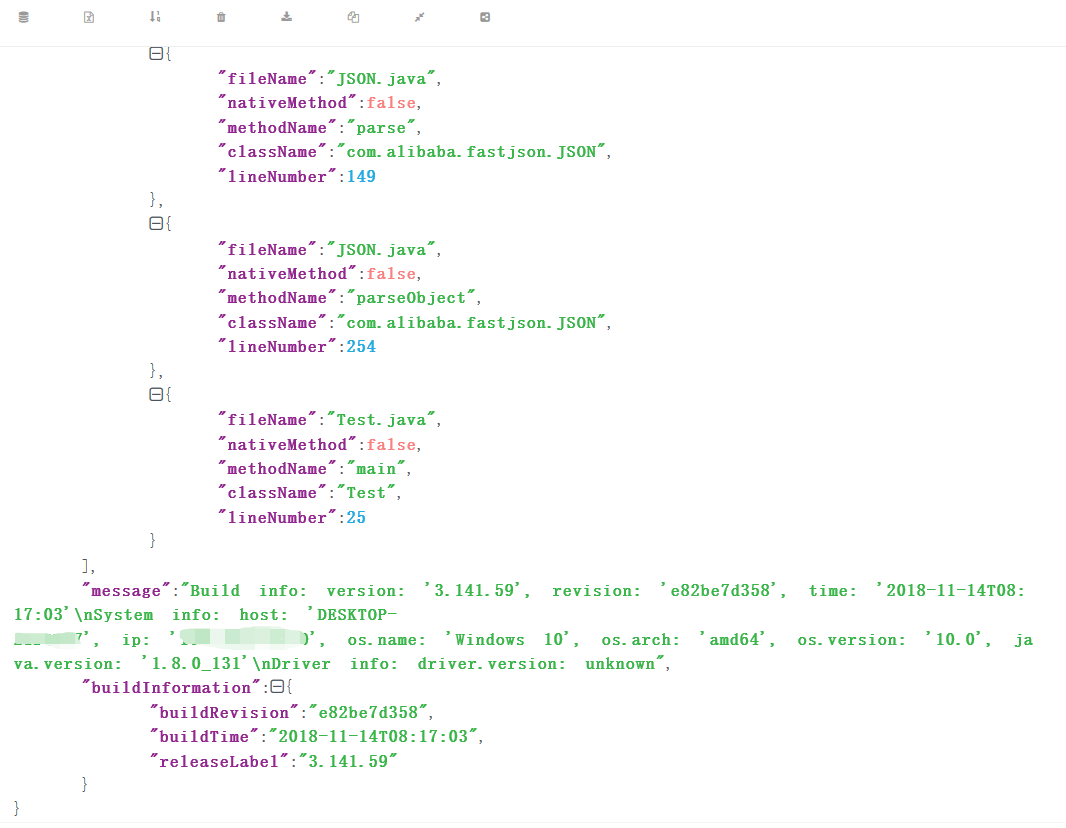 {
"fileName":"JSON.java",
"nativeMethod":false,
"methodName":"parse",
"className":"com.alibaba.fastjson.JSON",
"lineNumber":149
},
{
"fileName":"JSON.java",
"nativeMethod":false,
"methodName":"parseObject",
"className":"com.alibaba.fastjson.JSON",
"lineNumber":254
},
{
"fileName":"Test.java",
"nativeMethod":false,
"methodName":"main",
"className":"Test",
"lineNumber":25
}
],
"message":"Build info: version: '3.141.59', revision: 'e82be7d358', time: '2018-11-14T08:
17:03'\nSystem info: host: 'DESKTOP-
', ip: '', os.name: 'Windows 10', os.arch: 'amd64', os.version: '10.0', ja
va.version: '1.8.0_131'\nDriver info: driver.version: unknown",
"buildInformation":{
"buildRevision":"e82be7d358",
"buildTime":"2018-11-14T08:17:03",
"releaseLabel":"3.141.59"
}
}